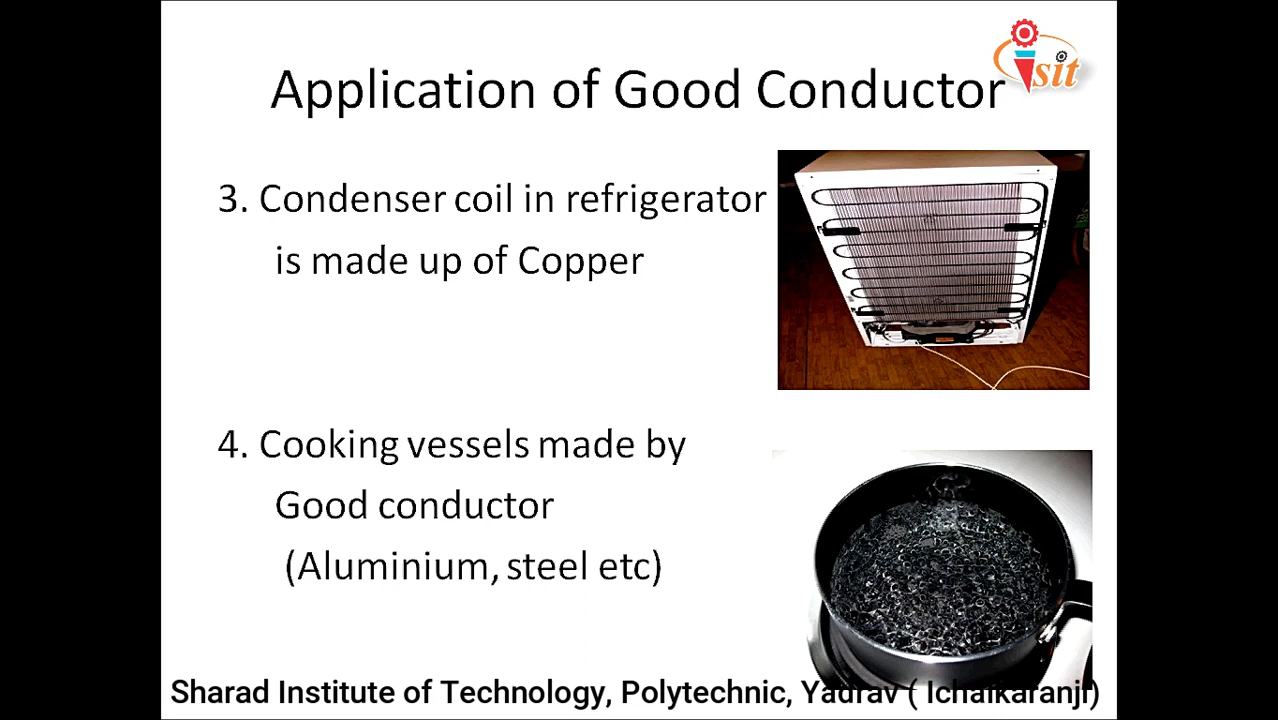 isit
Application of Good Conductor
3. Condenser coil in refrigerator
is made up of Copper
4. Cooking vessels made by
Good conductor
(Aluminium, steel etc)
Sharad Institute of Technology, Polytechnic, Yadrav ( Ichalkaranji)